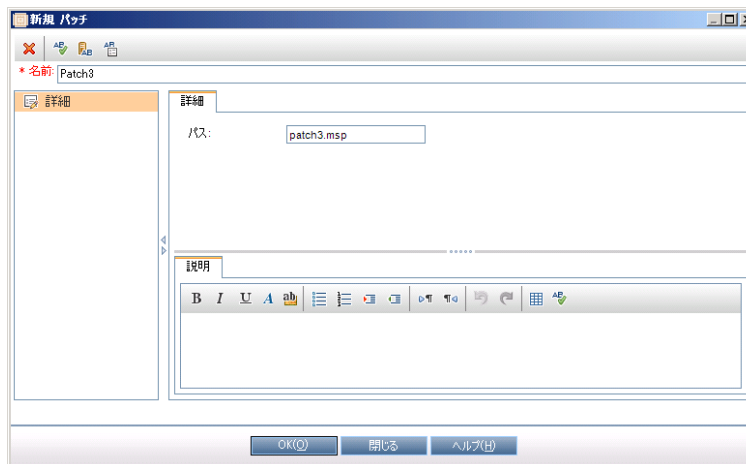 新規 パッチ
* 名前: Patch3
詳細
詳細
パス: patch3.msp
説明
B I U A ab
OK(O) 閉じる ヘルプ(H)